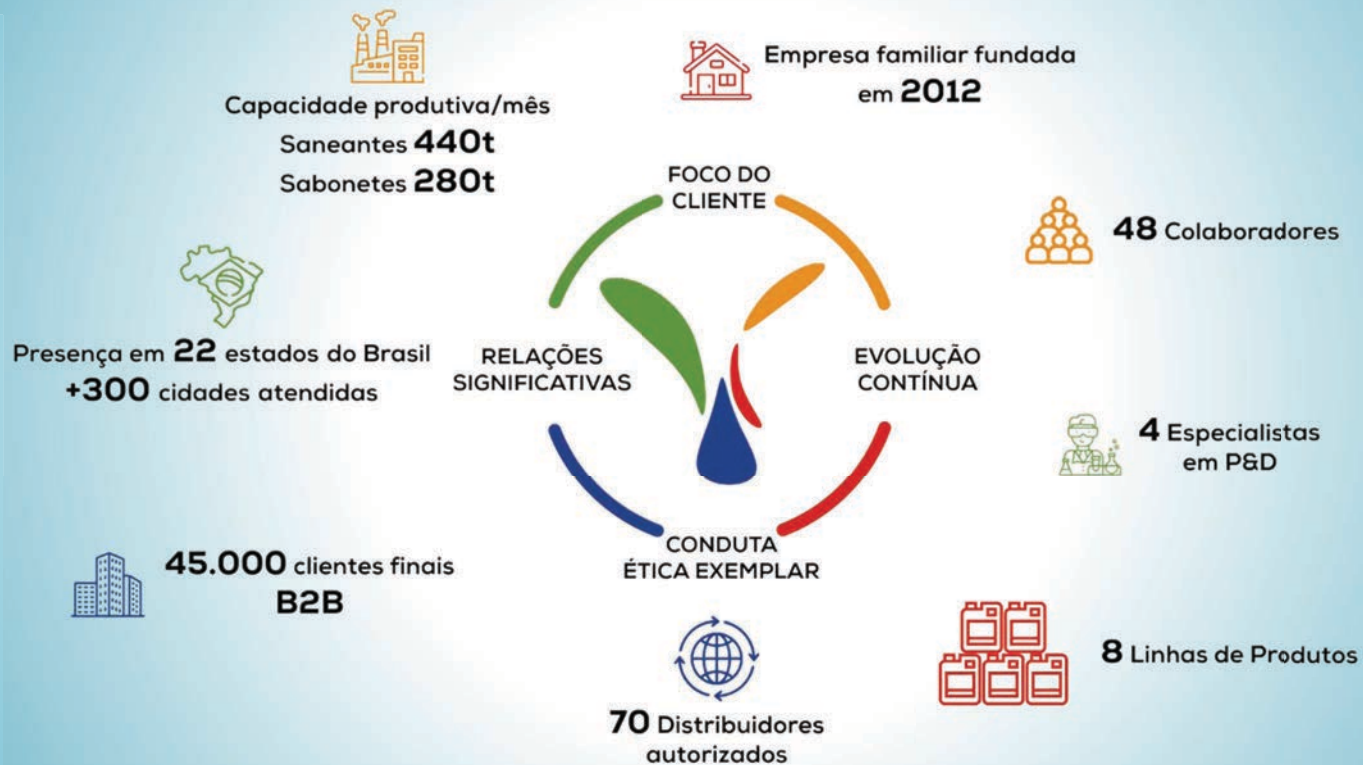 Capacidade produtiva/mês
Saneantes 440t
Sabonetes 280t
Empresa familiar fundada
em 2012
FOCO DO
CLIENTE
48 Colaboradores
Presença em 22 estados do Brasil
+300 cidades atendidas
RELAÇÕES
SIGNIFICATIVAS
EVOLUÇÃO
CONTÍNUA
4 Especialistas
em P&D
45.000 clientes finais
B2B
CONDUTA
ÉTICA EXEMPLAR
8 Linhas de Produtos
70 Distribuidores
autorizados